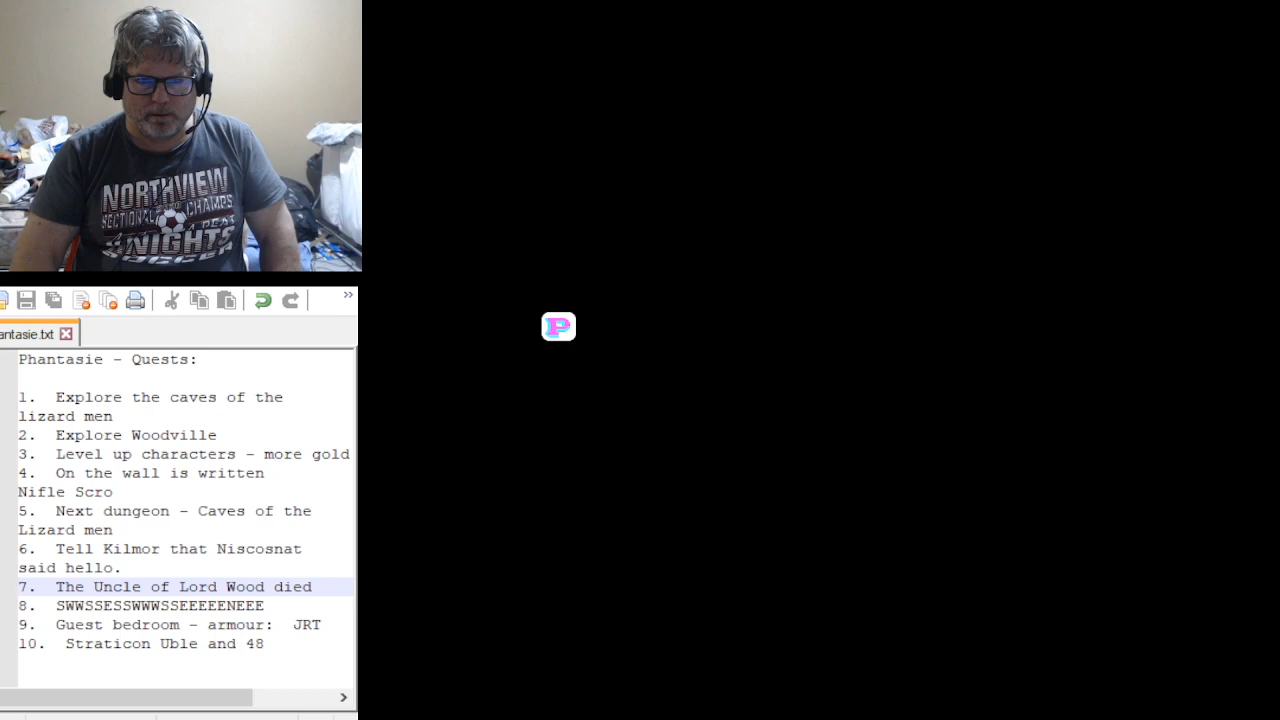 NORTHVIEW
SECTIONAL CHAMPS
KNIGHTS
SOCCER
antasie.txt
Phantasie - Quests:
1. Explore the caves of the
lizard men
2. Explore Woodville
3. Level up characters - more gold
4. On the wall is written
Nifle Scro
5. Next dungeon - Caves of the
Lizard men
6. Tell Kilmor that Niscosnat
said hello.
7. The Uncle of Lord Wood died
8. SWWSSESSWWWSSEEEEENEEE
9. Guest bedroom - armour: JRT
10. Straticon Uble and 48
P